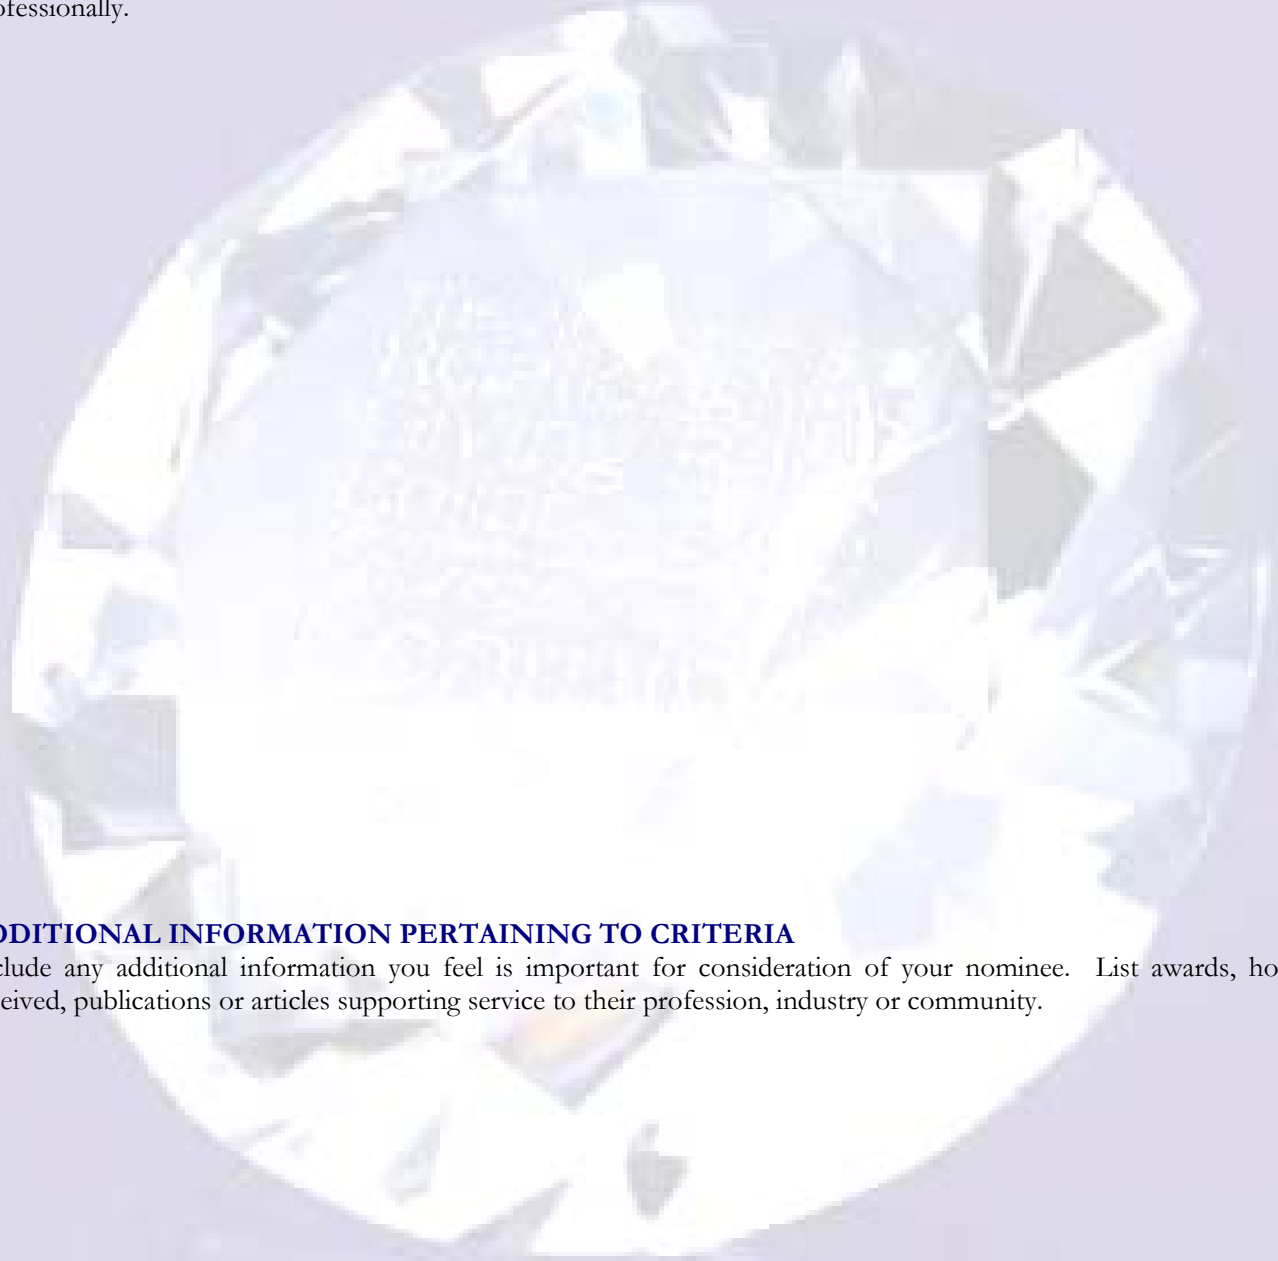 ofessionally.
DDITIONAL INFORMATION PERTAINING TO CRITERIA
clude any additional information you feel is important for consideration of your nominee. List awards, ho
ceived, publications or articles supporting service to their profession, industry or community.